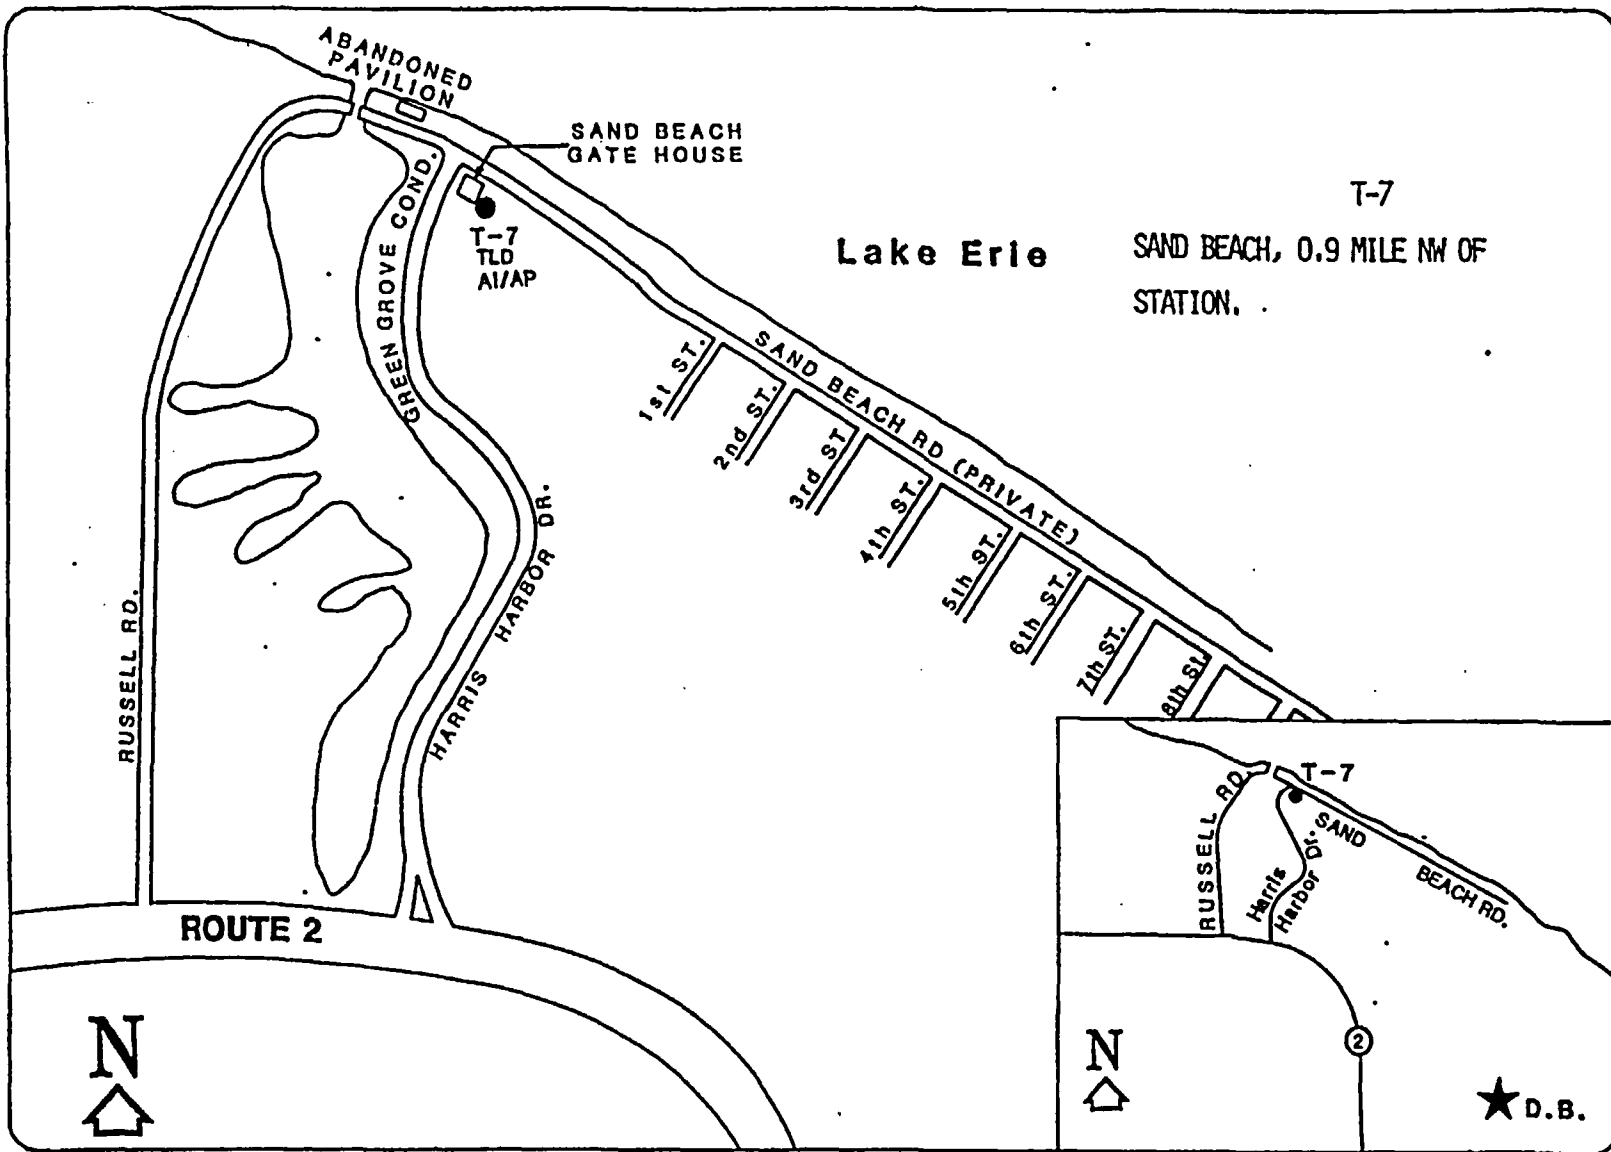 ABANDONED
PAVILION
SAND BEACH
GATE HOUSE
T-7
SAND BEACH, 0.9 MILE NW OF
STATION.
Lake Erie
T-7
TLD
AI/AP
GREEN GROVE COND.
SAND BEACH RD (PRIVATE)
1st ST.
2nd ST.
3rd ST
4th ST.
5th ST.
6th ST.
7th ST.
8th St.
HARRIS HARBOR DR.
RUSSELL RD.
ROUTE 2
N
T-7
RUSSELL RD.
SAND
BEACH RD.
Harris
Harbor Dr.
2
N
D.B.